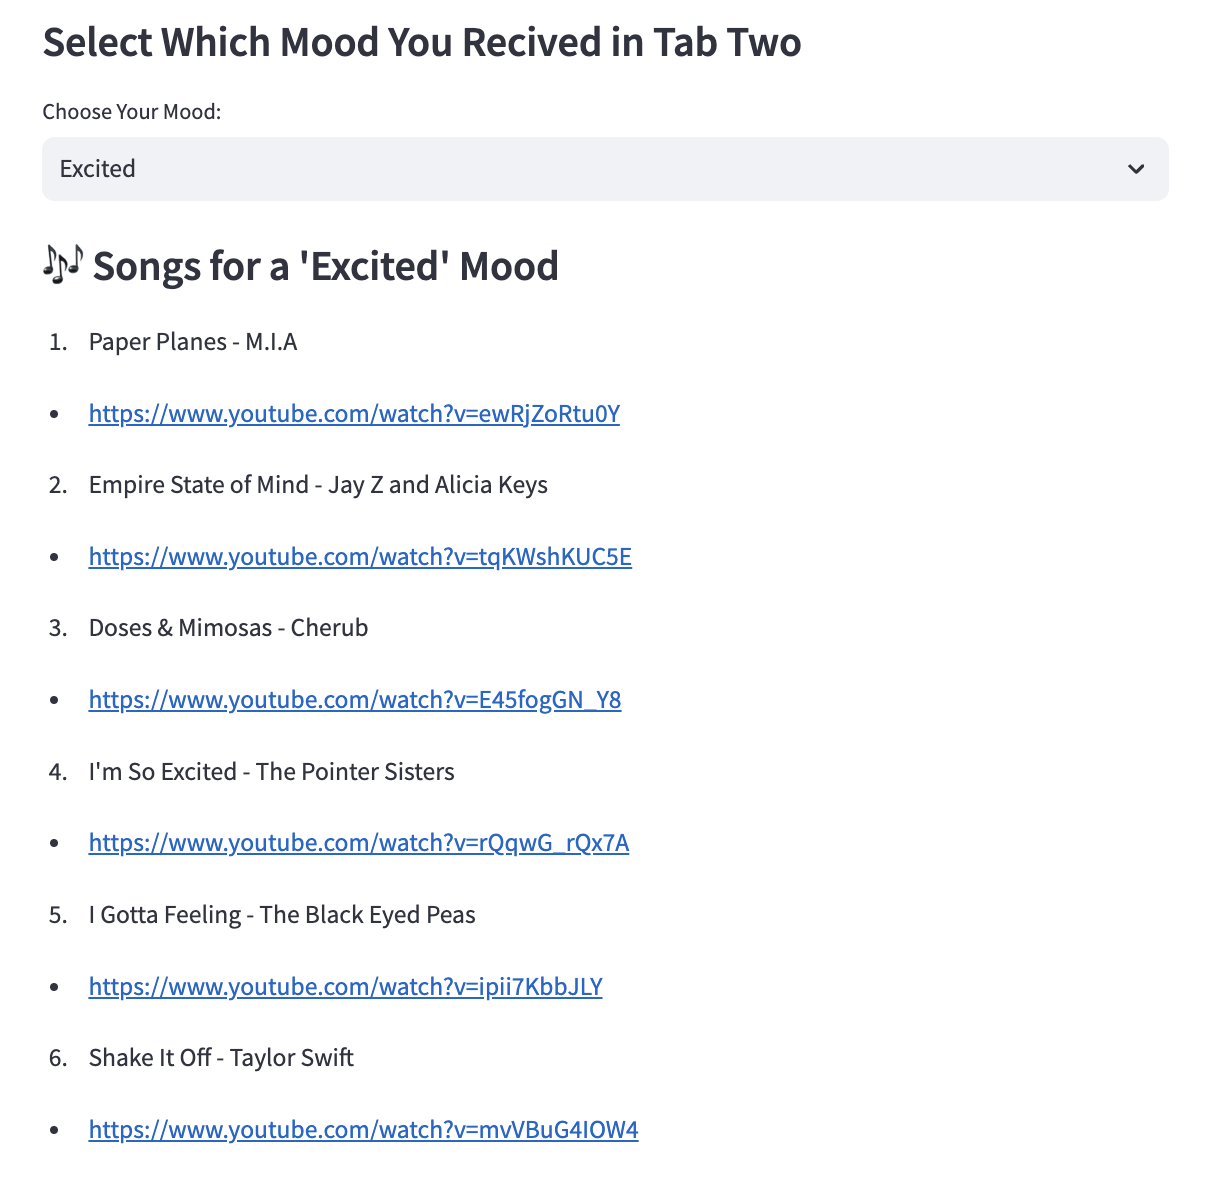 Select Which Mood You Recived in Tab Two
Choose Your Mood:
Excited
🎶 Songs for a 'Excited' Mood
1. Paper Planes - M.I.A
• https://www.youtube.com/watch?v=ewRjZoRtu0Y
2. Empire State of Mind - Jay Z and Alicia Keys
• https://www.youtube.com/watch?v=tqKWshKUC5E
3. Doses & Mimosas - Cherub
• https://www.youtube.com/watch?v=E45fogGN_Y8
4. I'm So Excited - The Pointer Sisters
• https://www.youtube.com/watch?v=rQqwG_rQx7A
5. I Gotta Feeling - The Black Eyed Peas
• https://www.youtube.com/watch?v=ipii7KbbJLY
6. Shake It Off - Taylor Swift
• https://www.youtube.com/watch?v=mvVBuG4IOW4